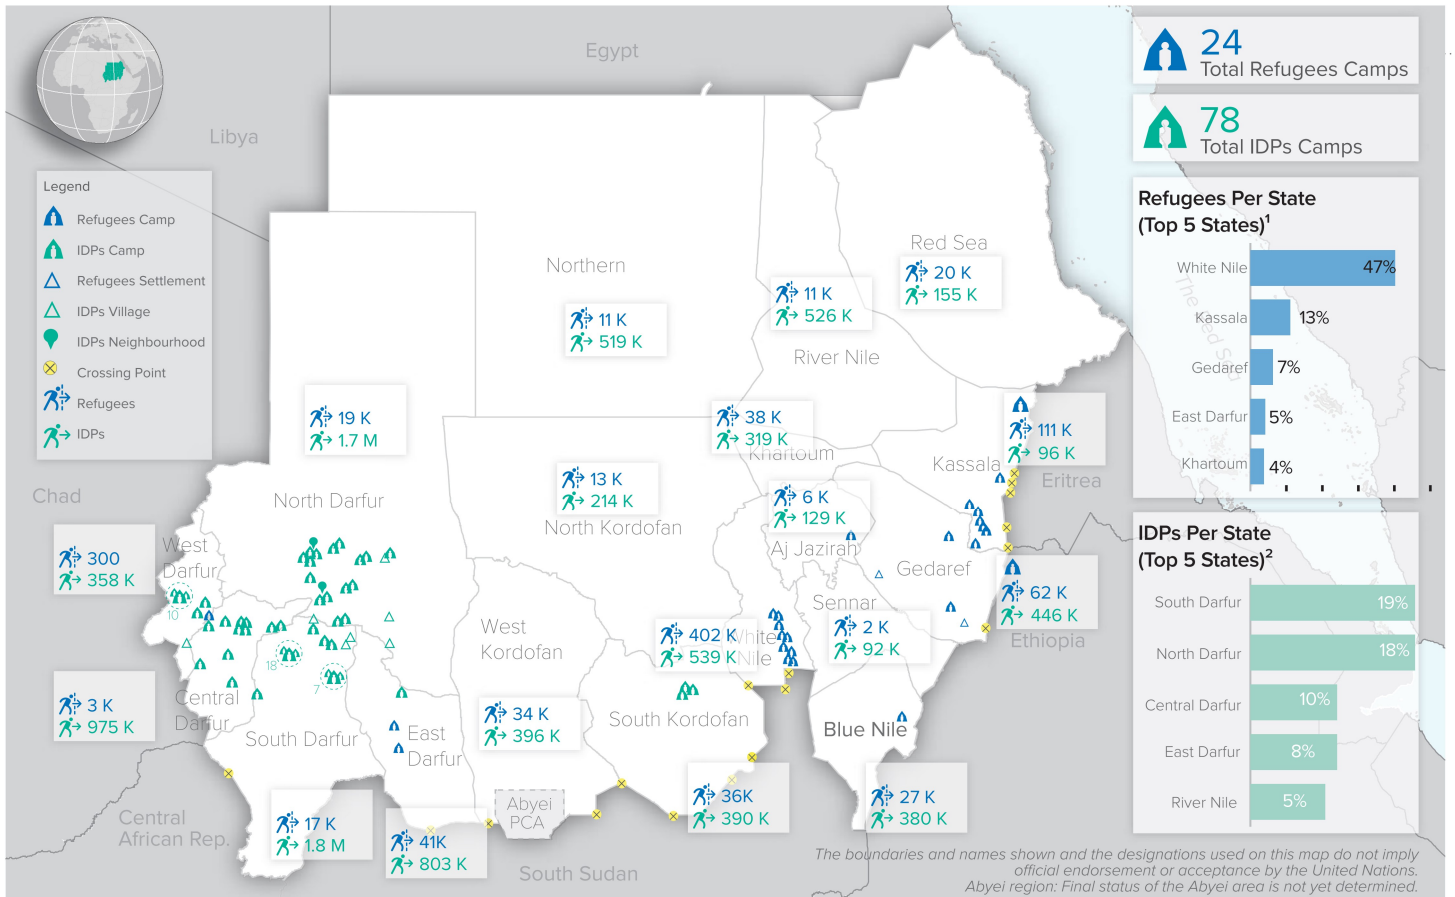 Egypt
Libya
Chad
Central
African Rep.
South Sudan
Ethiopia
Eritrea
The Red Sea
Legend
Refugees Camp
IDPs Camp
Refugees Settlement
IDPs Village
IDPs Neighbourhood
Crossing Point
Refugees
IDPs
Northern
11 K
519 K
Red Sea
20 K
155 K
11 K
526 K
River Nile
19 K
1.7 M
North Darfur
38 K
319 K
Khartoum
13 K
214 K
North Kordofan
111 K
96 K
Kassala
6 K
129 K
Aj Jazirah
Gedaref
62 K
446 K
300
358 K
West
Darfur
10
18
7
3 K
975 K
Central
Darfur
South Darfur
17 K
1.8 M
East
Darfur
41K
803 K
West
Kordofan
34 K
396 K
Abyei
PCA
402 K
539 K
White
Nile
South Kordofan
36K
390 K
Sennar
2 K
92 K
Blue Nile
27 K
380 K
24
Total Refugees Camps
78
Total IDPs Camps
Refugees Per State
(Top 5 States)¹
White Nile 47%
Kassala 13%
Gedaref 7%
East Darfur 5%
Khartoum 4%
IDPs Per State
(Top 5 States)²
South Darfur 19%
North Darfur 18%
Central Darfur 10%
East Darfur 8%
River Nile 5%
The boundaries and names shown and the designations used on this map do not imply
official endorsement or acceptance by the United Nations.
Abyei region: Final status of the Abyei area is not yet determined.